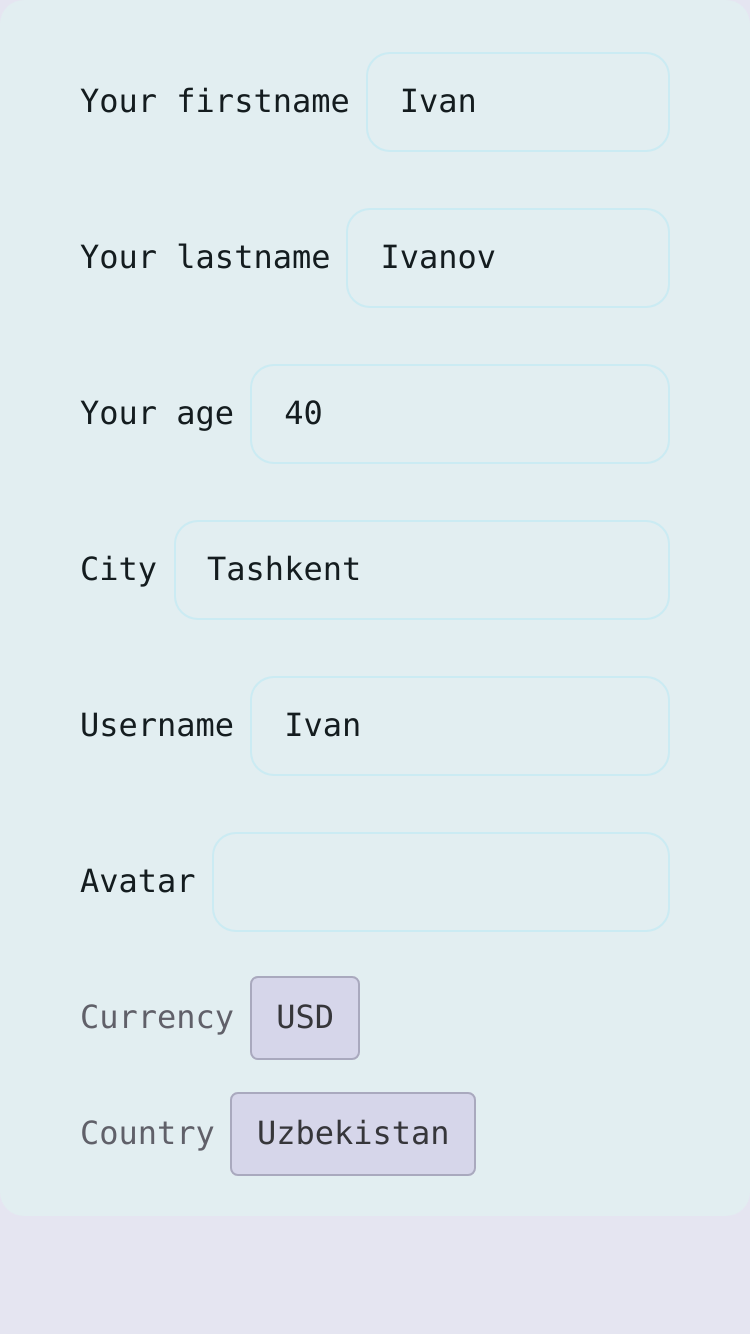 Your firstname Ivan
Your lastname Ivanov
Your age 40
City Tashkent
Username Ivan
Avatar
Currency USD
Country Uzbekistan